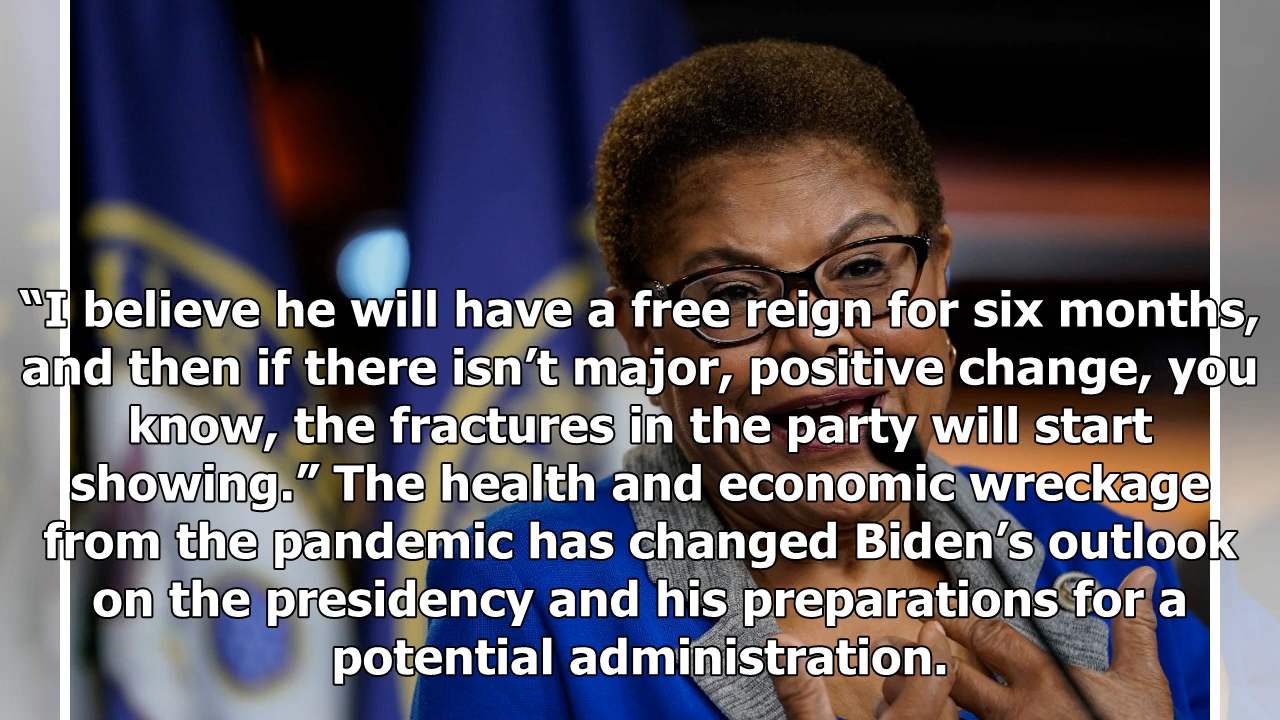 “I believe he will have a free reign for six months,
and then if there isn’t major, positive change, you
know, the fractures in the party will start
showing.” The health and economic wreckage
from the pandemic has changed Biden’s outlook
on the presidency and his preparations for a
potential administration.